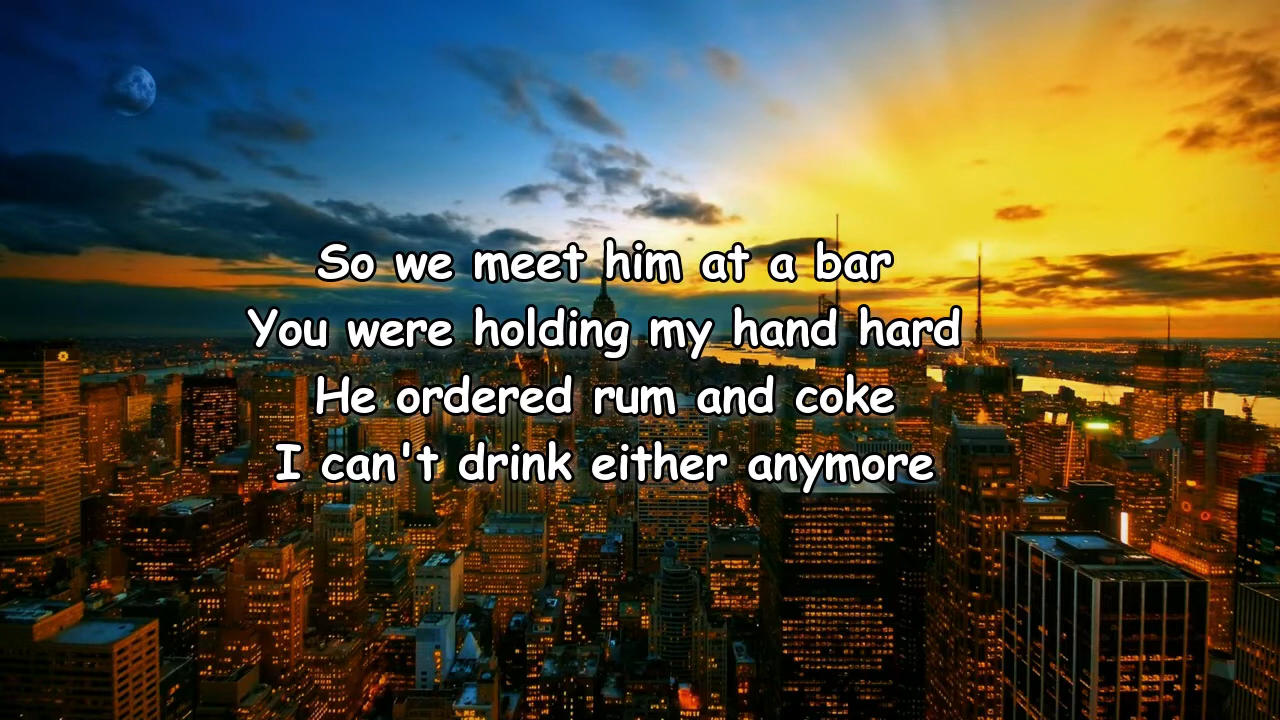 So we meet him at a bar
You were holding my hand hard
He ordered rum and coke
I can't drink either anymore